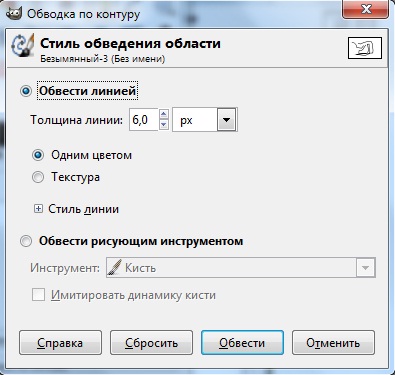 Обводка по контуру
Стиль обведения области
Безымянный-3 (Без имени)
Обвести линией
Толщина линии: 6,0 px
Одним цветом
Текстура
Стиль линии
Обвести рисующим инструментом
Инструмент: Кисть
Имитировать динамику кисти
Справка Сбросить Обвести Отменить